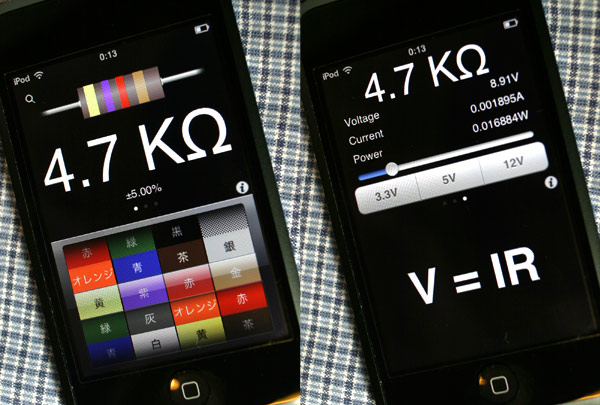 iPod
0:13
4.7 KΩ
±5.00%
赤 緑 黒
オレンジ 青 茶 銀
黄 紫 赤 金
緑 灰 オレンジ 赤
青 白 黄 茶
iPod
0:13
4.7 KΩ
Voltage 8.91V
Current 0.001895A
Power 0.016884W
3.3V 5V 12V
V = IR